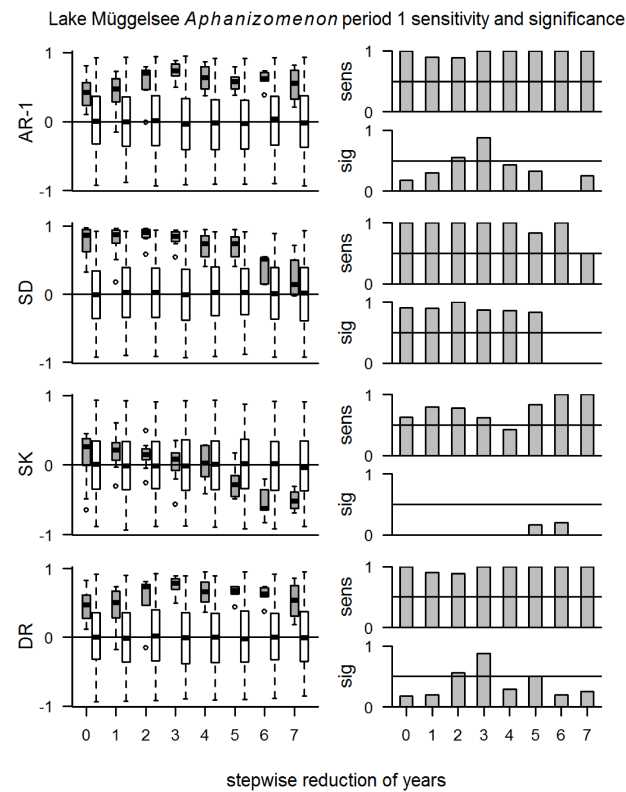 Lake Müggelsee Aphanizomenon period 1 sensitivity and significance
AR-1
1
0
-1
sens
1
0
sig
1
0
SD
1
0
-1
sens
1
0
sig
1
0
SK
1
0
-1
sens
1
0
sig
1
0
DR
1
0
-1
sens
1
0
sig
1
0
0 1 2 3 4 5 6 7
0 1 2 3 4 5 6 7
stepwise reduction of years